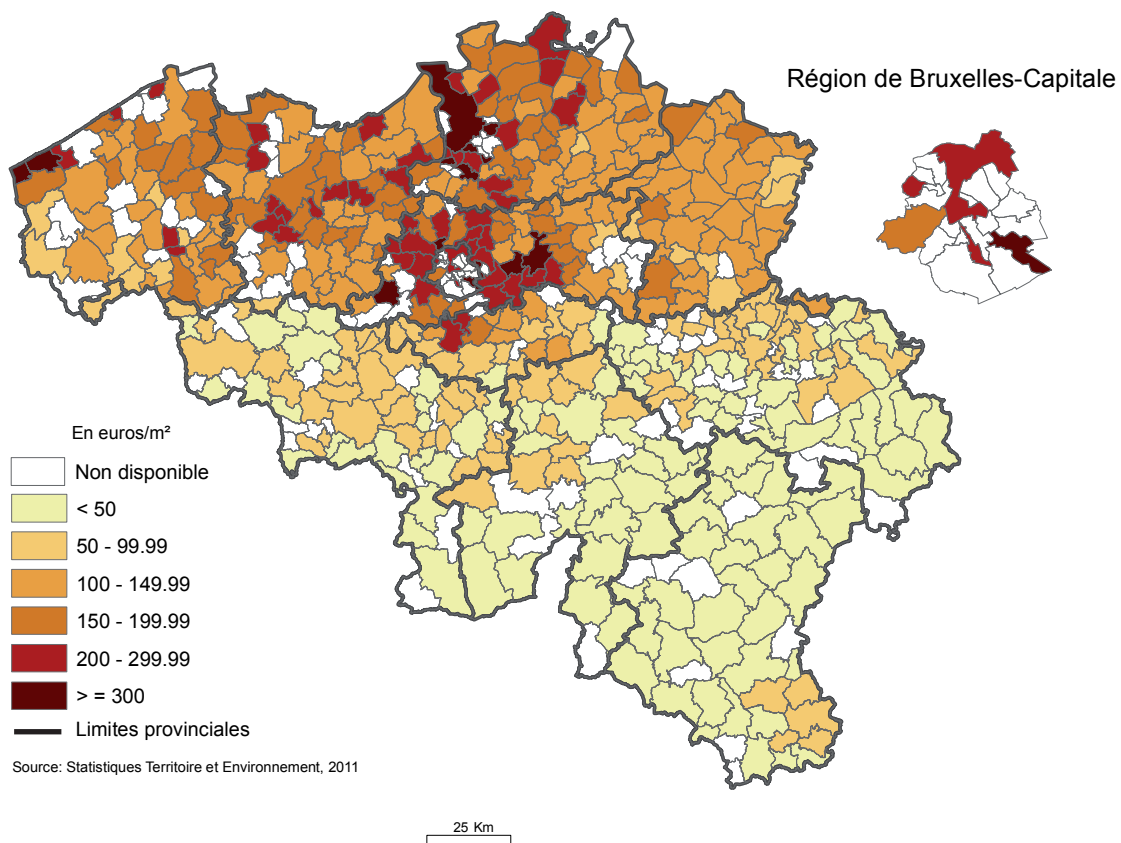 Région de Bruxelles-Capitale
En euros/m²
Non disponible
< 50
50 - 99.99
100 - 149.99
150 - 199.99
200 - 299.99
> = 300
Limites provinciales
Source: Statistiques Territoire et Environnement, 2011
25 Km